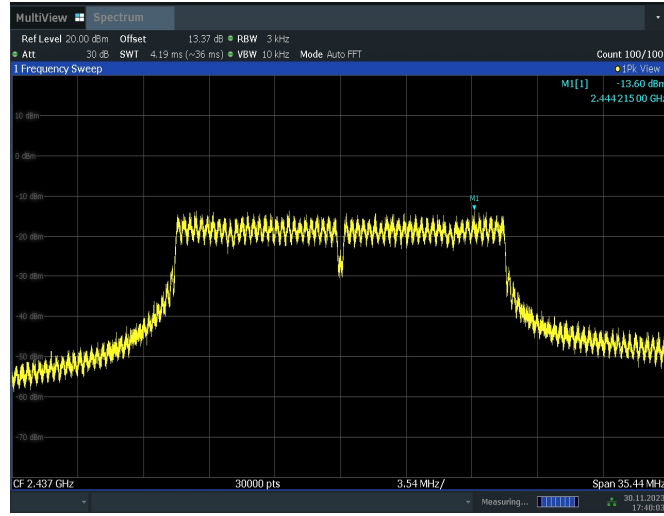 MultiView Spectrum
Ref Level 20.00 dBm Offset 13.37 dB RBW 3 kHz
Att 30 dB SWT 4.19 ms (~36 ms) VBW 10 kHz Mode Auto FFT Count 100/100
1 Frequency Sweep 1Pk View
M1[1] -13.60 dBm
2.444 215 00 GHz
10 dBm
0 dBm
-10 dBm
M1
-20 dBm
-30 dBm
-40 dBm
-50 dBm
-60 dBm
-70 dBm
CF 2.437 GHz 30000 pts 3.54 MHz/ Span 35.44 MHz
Measuring... 30.11.2023
17:40:03